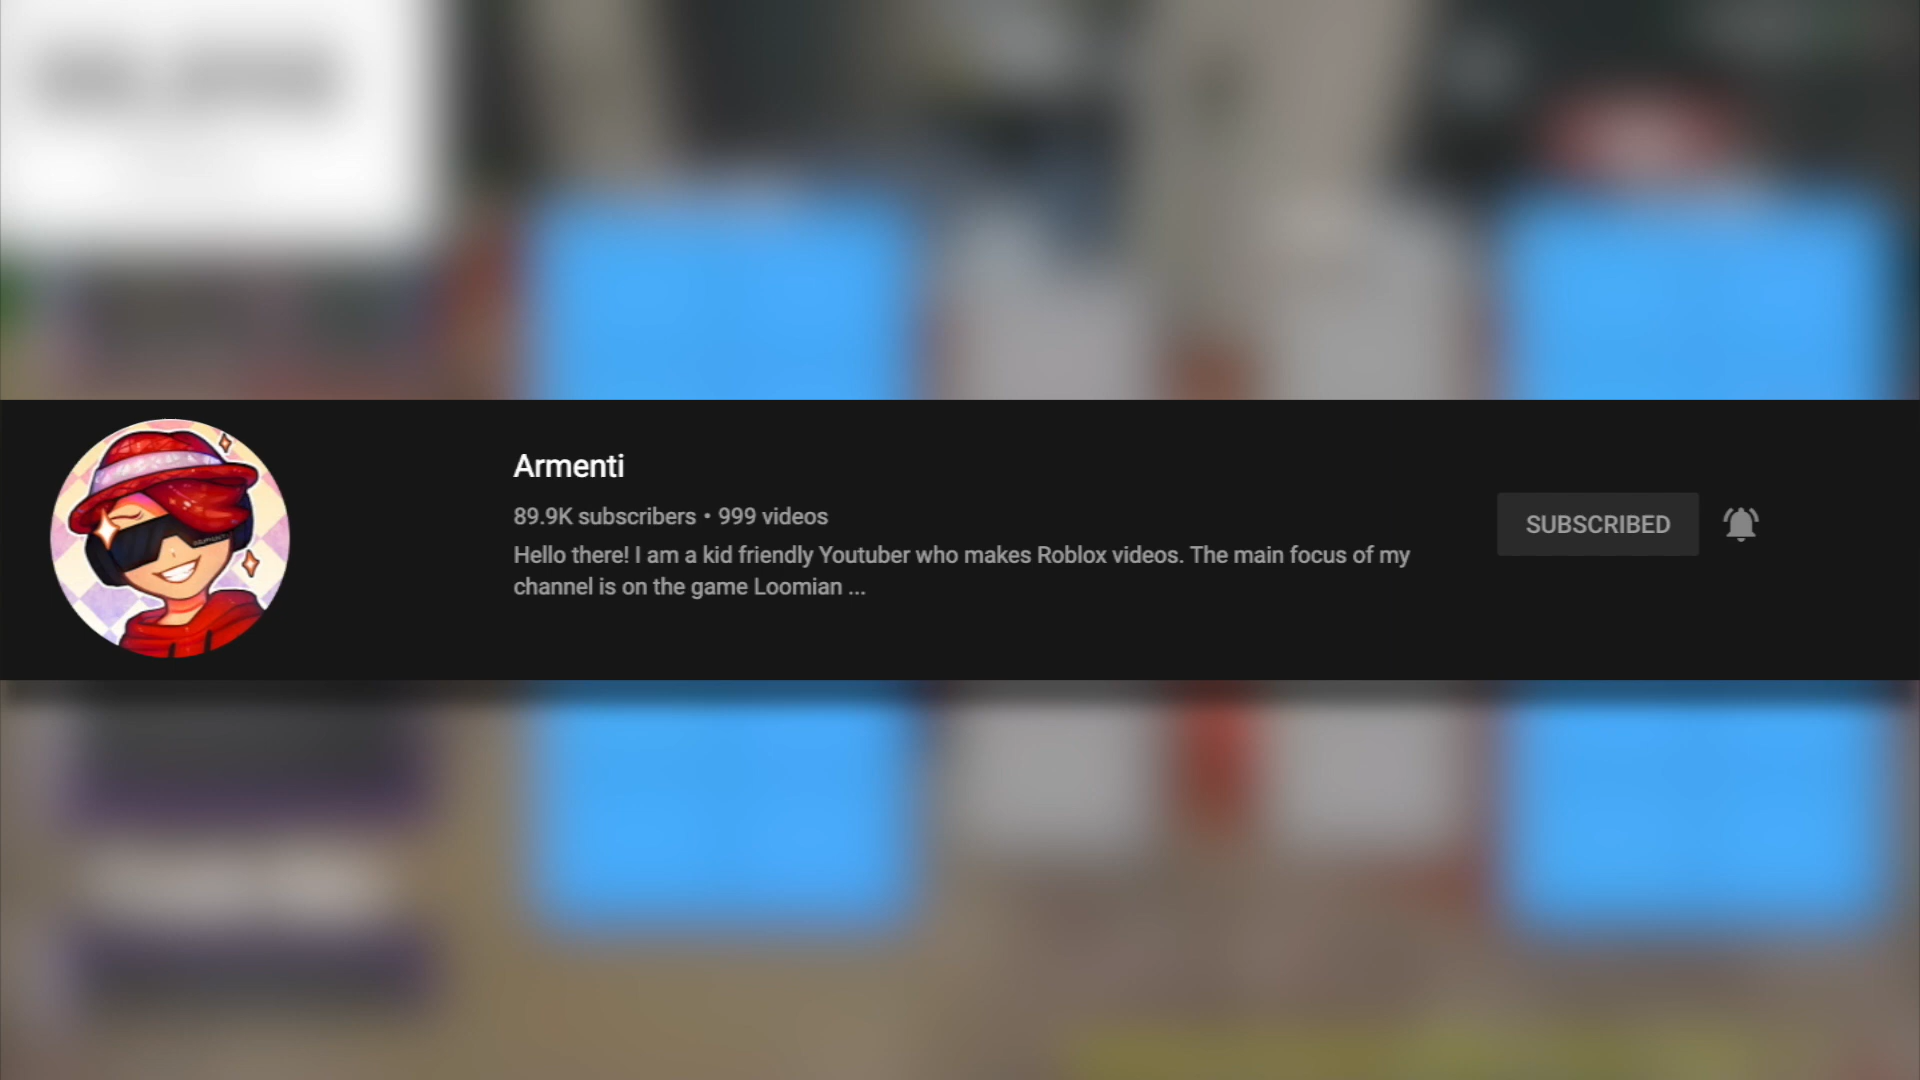 Armenti
89.9K subscribers • 999 videos
Hello there! I am a kid friendly Youtuber who makes Roblox videos. The main focus of my
channel is on the game Loomian ...
SUBSCRIBED